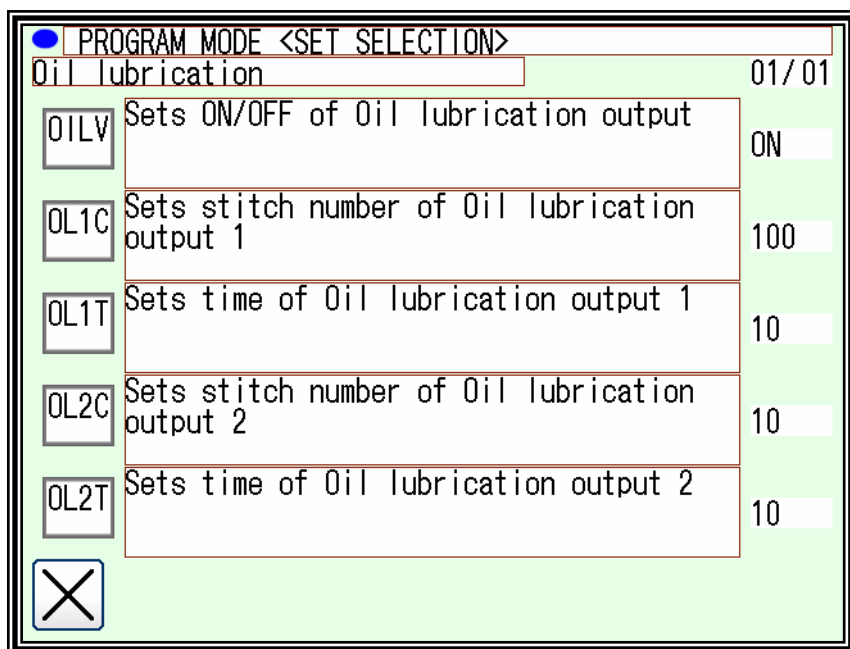 PROGRAM MODE <SET SELECTION>
Oil lubrication 01/01
OILV Sets ON/OFF of Oil lubrication output ON
OL1C Sets stitch number of Oil lubrication output 1 100
OL1T Sets time of Oil lubrication output 1 10
OL2C Sets stitch number of Oil lubrication output 2 10
OL2T Sets time of Oil lubrication output 2 10